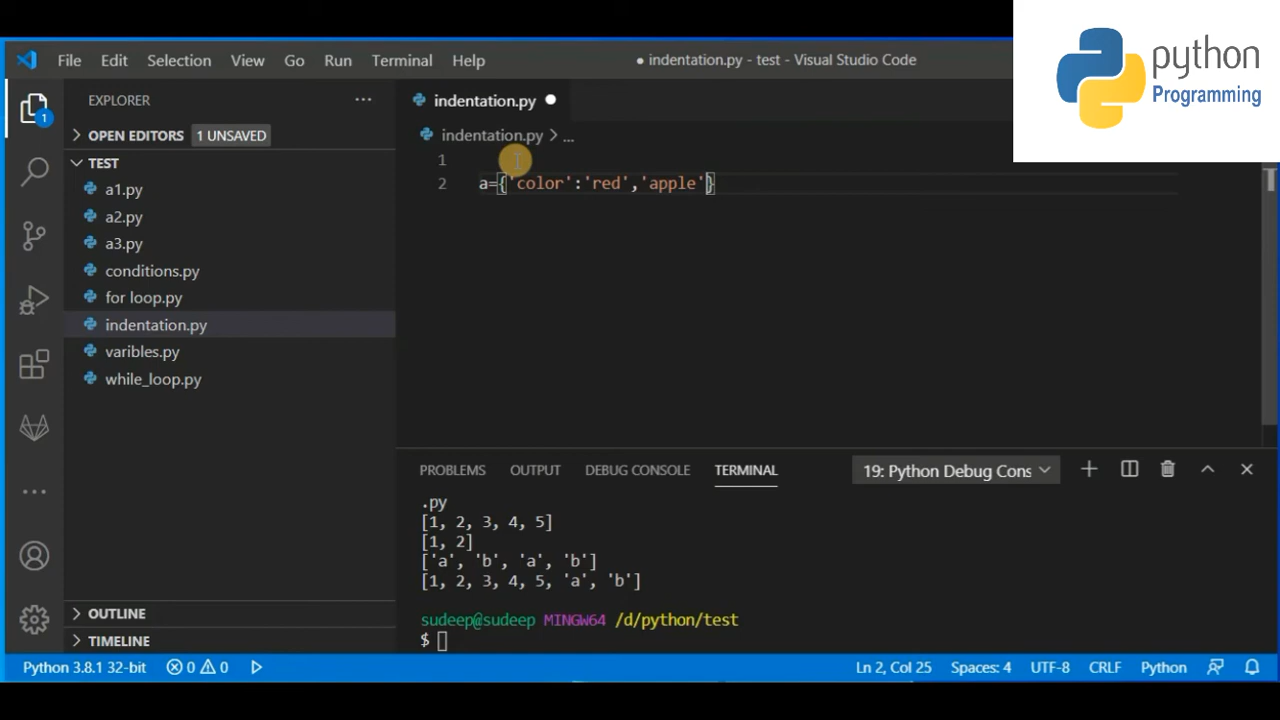 File Edit Selection View Go Run Terminal Help
● indentation.py - test - Visual Studio Code
python
Programming
EXPLORER ...
indentation.py ●
OPEN EDITORS 1 UNSAVED
indentation.py > ...
TEST
1
2 a={'color':'red','apple'}
a1.py
a2.py
a3.py
conditions.py
for loop.py
indentation.py
varibles.py
while_loop.py
1
PROBLEMS OUTPUT DEBUG CONSOLE TERMINAL 19: Python Debug Cons
.py
[1, 2, 3, 4, 5]
[1, 2]
['a', 'b', 'a', 'b']
[1, 2, 3, 4, 5, 'a', 'b']
sudeep@sudeep MINGW64 /d/python/test
$
OUTLINE
TIMELINE
Python 3.8.1 32-bit 0 0 Ln 2, Col 25 Spaces: 4 UTF-8 CRLF Python